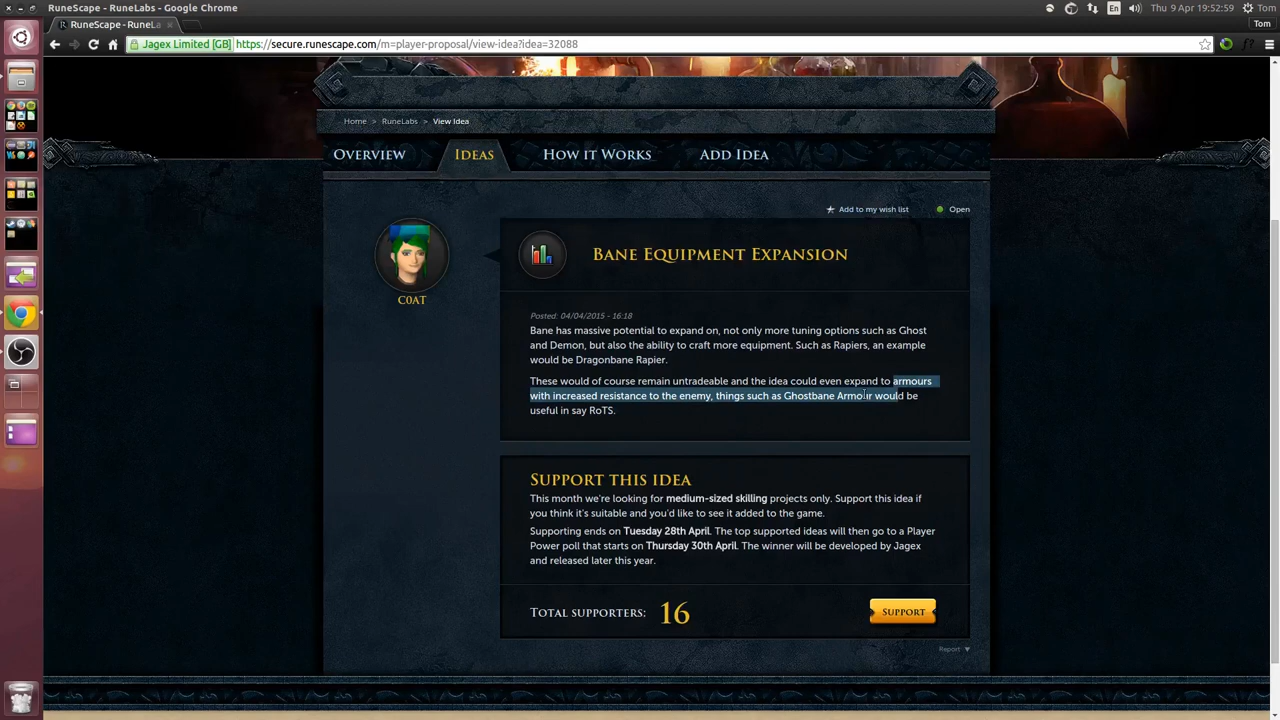 RuneScape - RuneLabs - Google Chrome
En
Thu 9 Apr 19:52:59
Tom
RuneScape - RuneLa
Tom
Jagex Limited [GB]
https://secure.runescape.com/m=player-proposal/view-idea?idea=32088
Home > RuneLabs > View Idea
OVERVIEW
IDEAS
HOW IT WORKS
ADD IDEA
Add to my wish list
Open
BANE EQUIPMENT EXPANSION
C0AT
Posted: 04/04/2015 - 16:18
Bane has massive potential to expand on, not only more tuning options such as Ghost
and Demon, but also the ability to craft more equipment. Such as Rapiers, an example
would be Dragonbane Rapier.
These would of course remain untradeable and the idea could even expand to armours
with increased resistance to the enemy, things such as Ghostbane Armour would be
useful in say RoTS.
SUPPORT THIS IDEA
This month we're looking for medium-sized skilling projects only. Support this idea if
you think it's suitable and you'd like to see it added to the game.
Supporting ends on Tuesday 28th April. The top supported ideas will then go to a Player
Power poll that starts on Thursday 30th April. The winner will be developed by Jagex
and released later this year.
TOTAL SUPPORTERS: 16
SUPPORT
Report